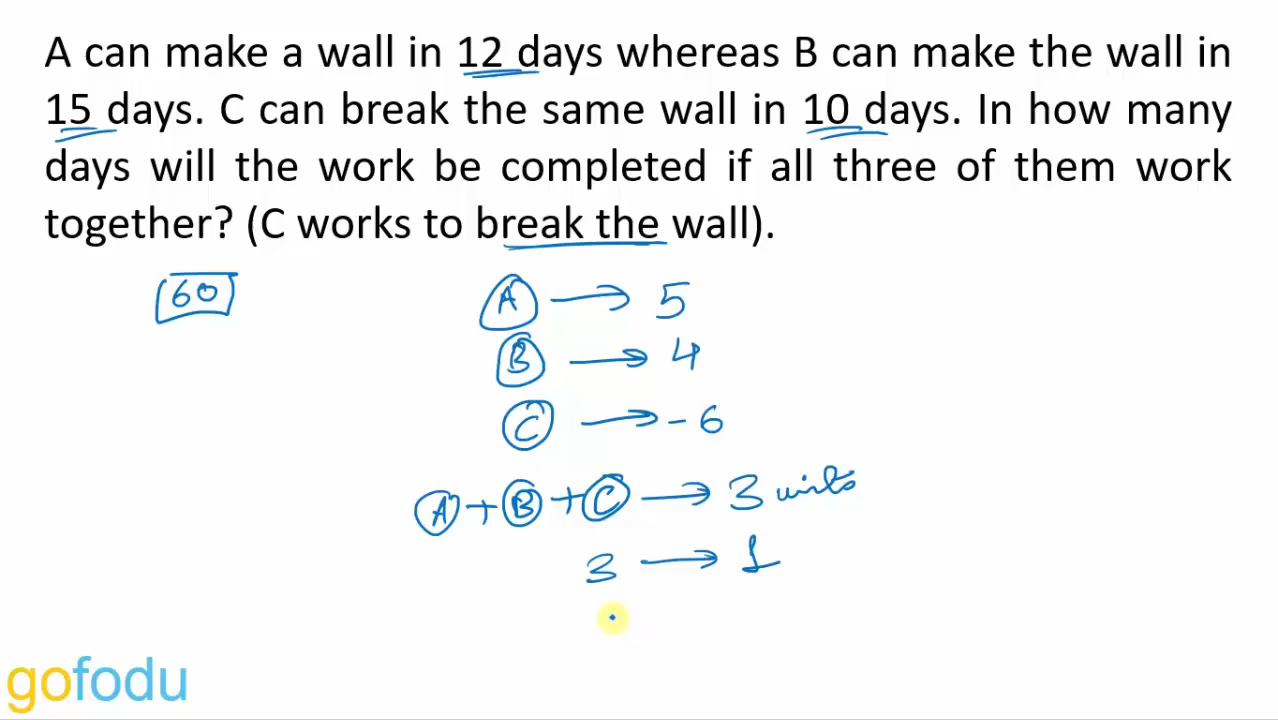 A can make a wall in 12 days whereas B can make the wall in
15 days. C can break the same wall in 10 days. In how many
days will the work be completed if all three of them work
together? (C works to break the wall).
60
A → 5
B → 4
C → -6
A + B + C → 3 units
3 → 1
gofodu